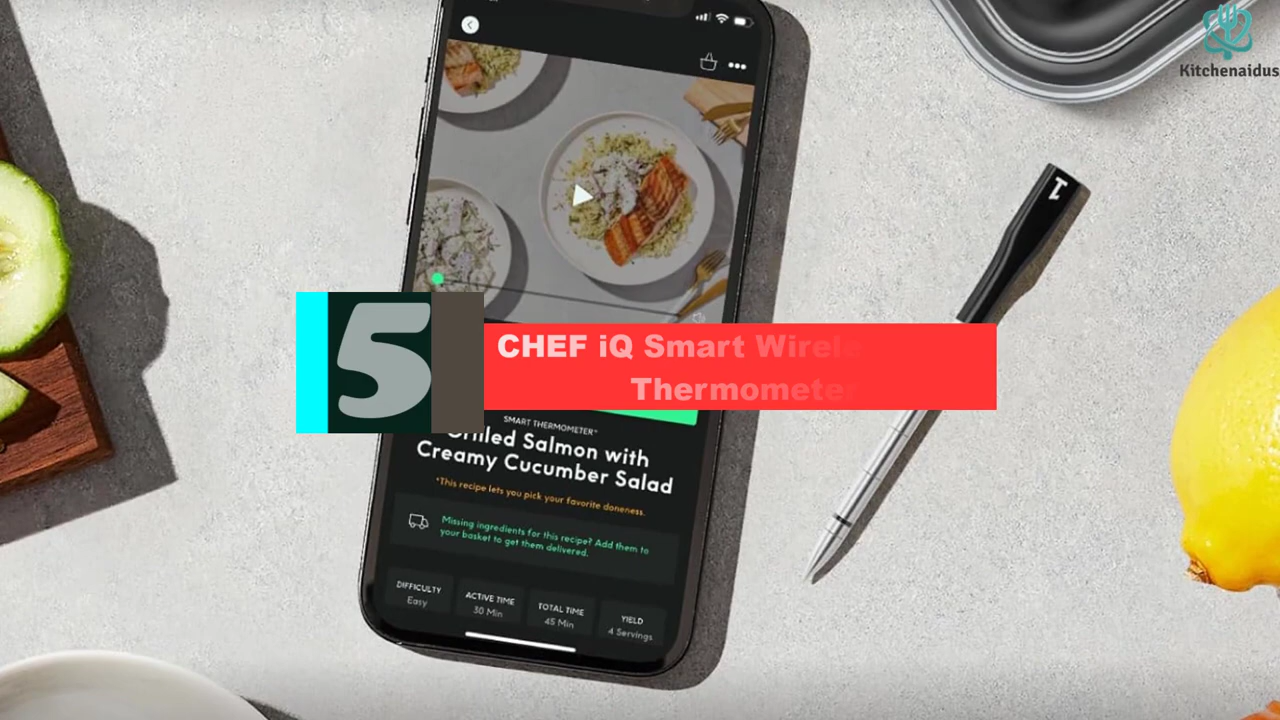 Kitchenaidus
1
5
CHEF iQ Smart Wirele
Thermometer
SMART THERMOMETER™
Grilled Salmon with
Creamy Cucumber Salad
*This recipe lets you pick your favorite doneness.
Missing ingredients for this recipe? Add them to
your basket to get them delivered.
DIFFICULTY
Easy
ACTIVE TIME
30 Min
TOTAL TIME
45 Min
YIELD
4 Servings